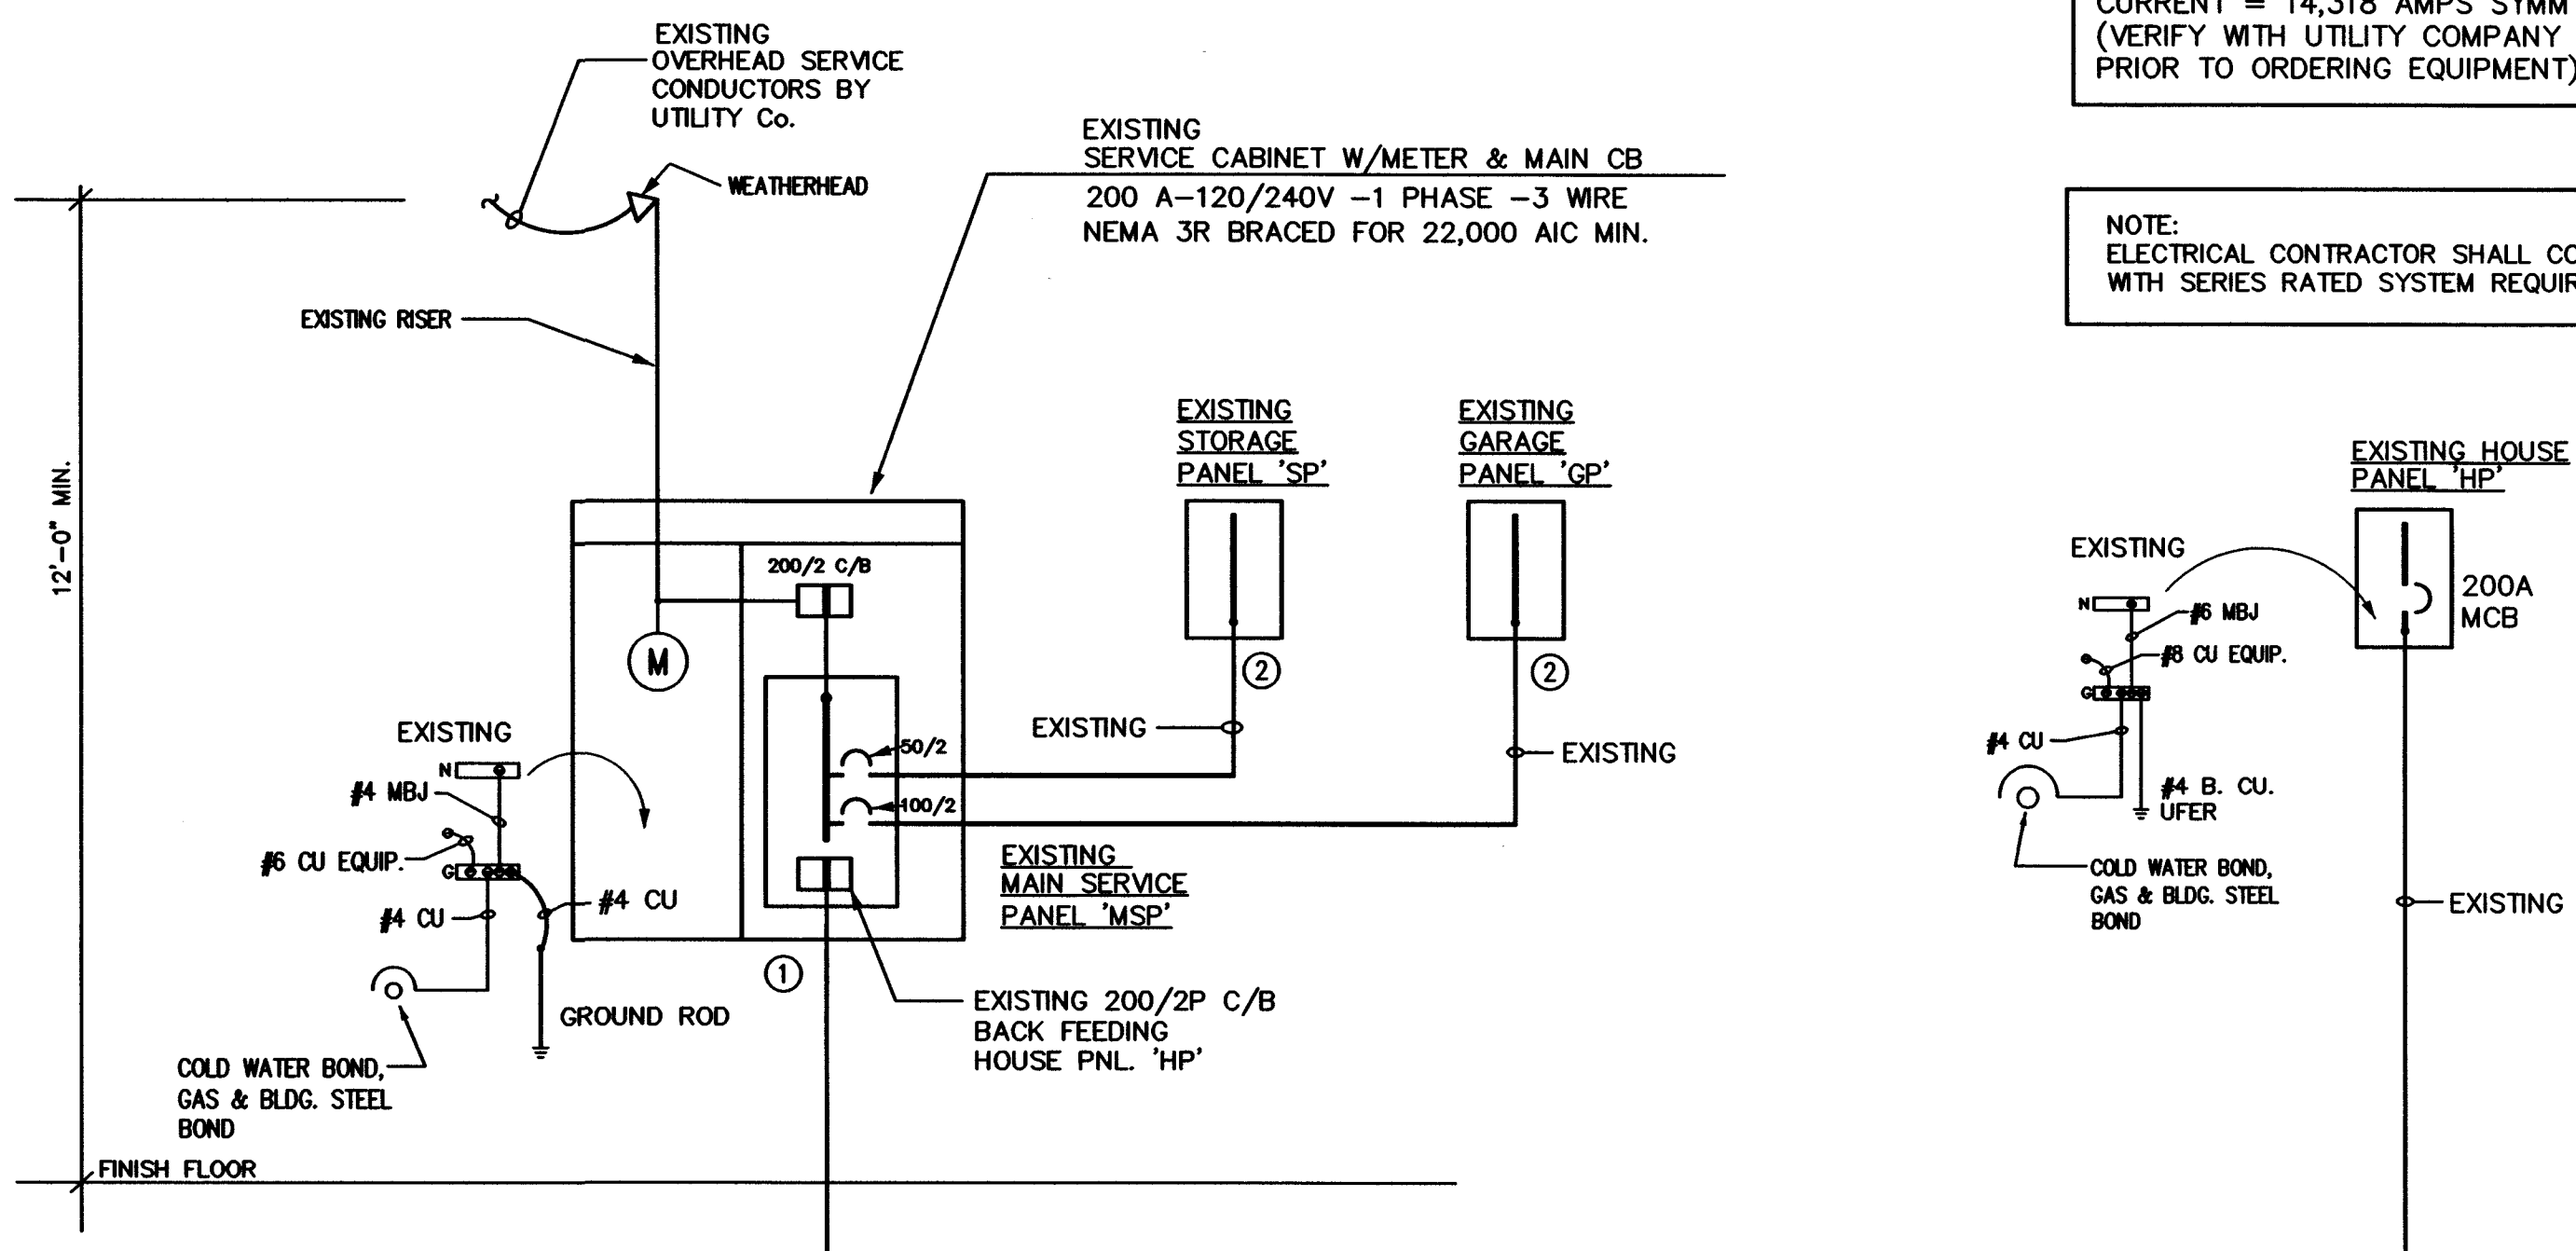 EXISTING
OVERHEAD SERVICE
CONDUCTORS BY
UTILITY Co.
WEATHERHEAD
EXISTING
SERVICE CABINET W/METER & MAIN CB
200 A-120/240V -1 PHASE -3 WIRE
NEMA 3R BRACED FOR 22,000 AIC MIN.
CURRENT = 14,318 AMPS SYMM
(VERIFY WITH UTILITY COMPANY
PRIOR TO ORDERING EQUIPMENT)
NOTE:
ELECTRICAL CONTRACTOR SHALL
WITH SERIES RATED SYSTEM
EXISTING RISER
12'-0" MIN.
EXISTING
STORAGE
PANEL 'SP'
EXISTING
GARAGE
PANEL 'GP'
EXISTING HOUSE
PANEL 'HP'
200/2 C/B
M
2
2
EXISTING
EXISTING
50/2
100/2
EXISTING
N
#4 MBJ
#6 CU EQUIP.
G
#4 CU
#4 CU
GROUND ROD
COLD WATER BOND,
GAS & BLDG. STEEL
BOND
EXISTING
MAIN SERVICE
PANEL 'MSP'
1
EXISTING 200/2P C/B
BACK FEEDING
HOUSE PNL. 'HP'
FINISH FLOOR
EXISTING
200A
MCB
N
#6 MBJ
#8 CU EQUIP.
G
#4 CU
#4 B. CU.
UFER
COLD WATER BOND,
GAS & BLDG. STEEL
BOND
EXISTING